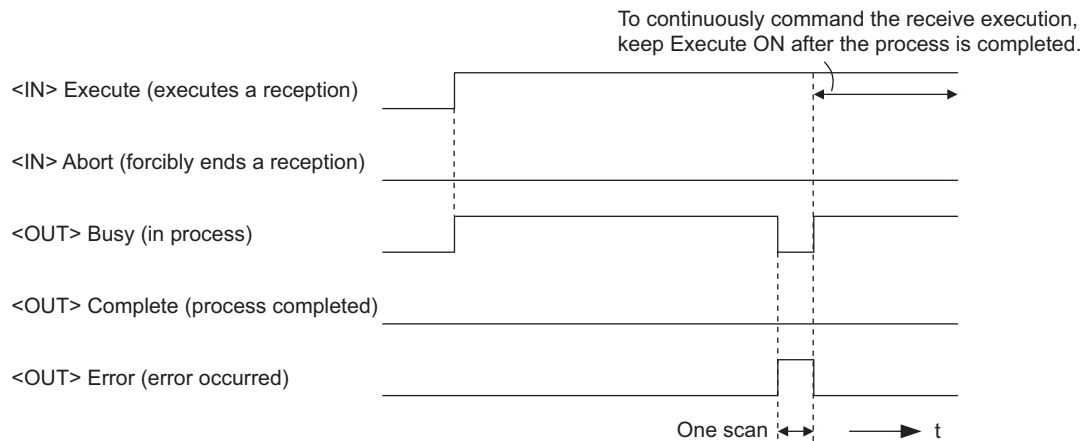 To continuously command the receive execution,
keep Execute ON after the process is completed.
<IN> Execute (executes a reception)
<IN> Abort (forcibly ends a reception)
<OUT> Busy (in process)
<OUT> Complete (process completed)
<OUT> Error (error occurred)
One scan
t